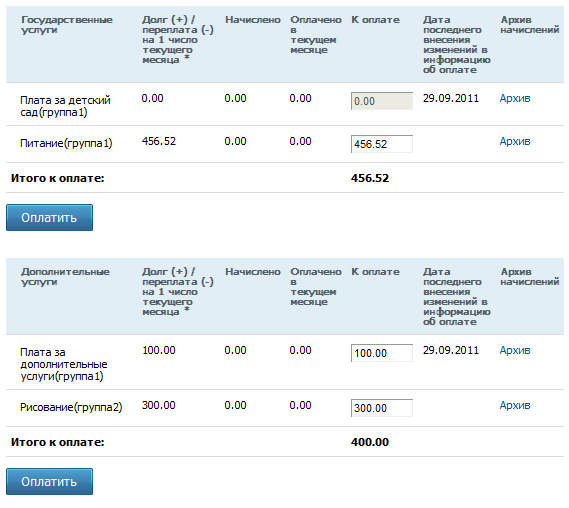 Государственные услуги	Долг (+) / переплата (-) на 1 число текущего месяца *	Начислено	Оплачено в текущем месяце	К оплате	Дата последнего внесения изменений в информацию об оплате	Архив начислений
Плата за детский сад(группа1)	0.00	0.00	0.00	0.00	29.09.2011	Архив
Питание(группа1)	456.52	0.00	0.00	456.52	Архив
Итого к оплате:	456.52
Оплатить
Дополнительные услуги	Долг (+) / переплата (-) на 1 число текущего месяца *	Начислено	Оплачено в текущем месяце	К оплате	Дата последнего внесения изменений в информацию об оплате	Архив начислений
Плата за дополнительные услуги(группа1)	100.00	0.00	0.00	100.00	29.09.2011	Архив
Рисование(группа2)	300.00	0.00	0.00	300.00	Архив
Итого к оплате:	400.00
Оплатить